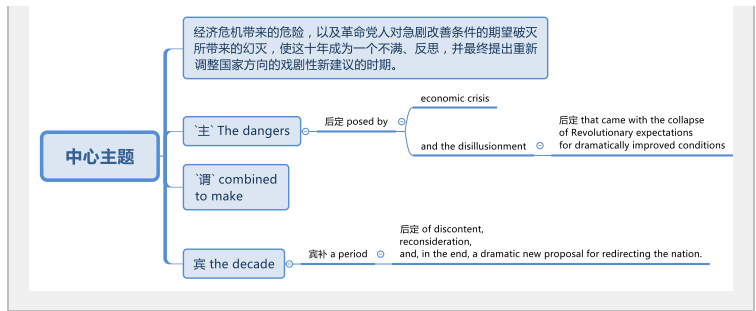 经济危机带来的危险，以及革命党人对急剧改善条件的期望破灭
所带来的幻灭，使这十年成为一个不满、反思，并最终提出重新
调整国家方向的戏剧性新建议的时期。
中心主题
`主` The dangers
后定 posed by
economic crisis
and the disillusionment
后定 that came with the collapse
of Revolutionary expectations
for dramatically improved conditions
`谓` combined
to make
宾 the decade
宾补 a period
后定 of discontent,
reconsideration,
and, in the end, a dramatic new proposal for redirecting the nation.